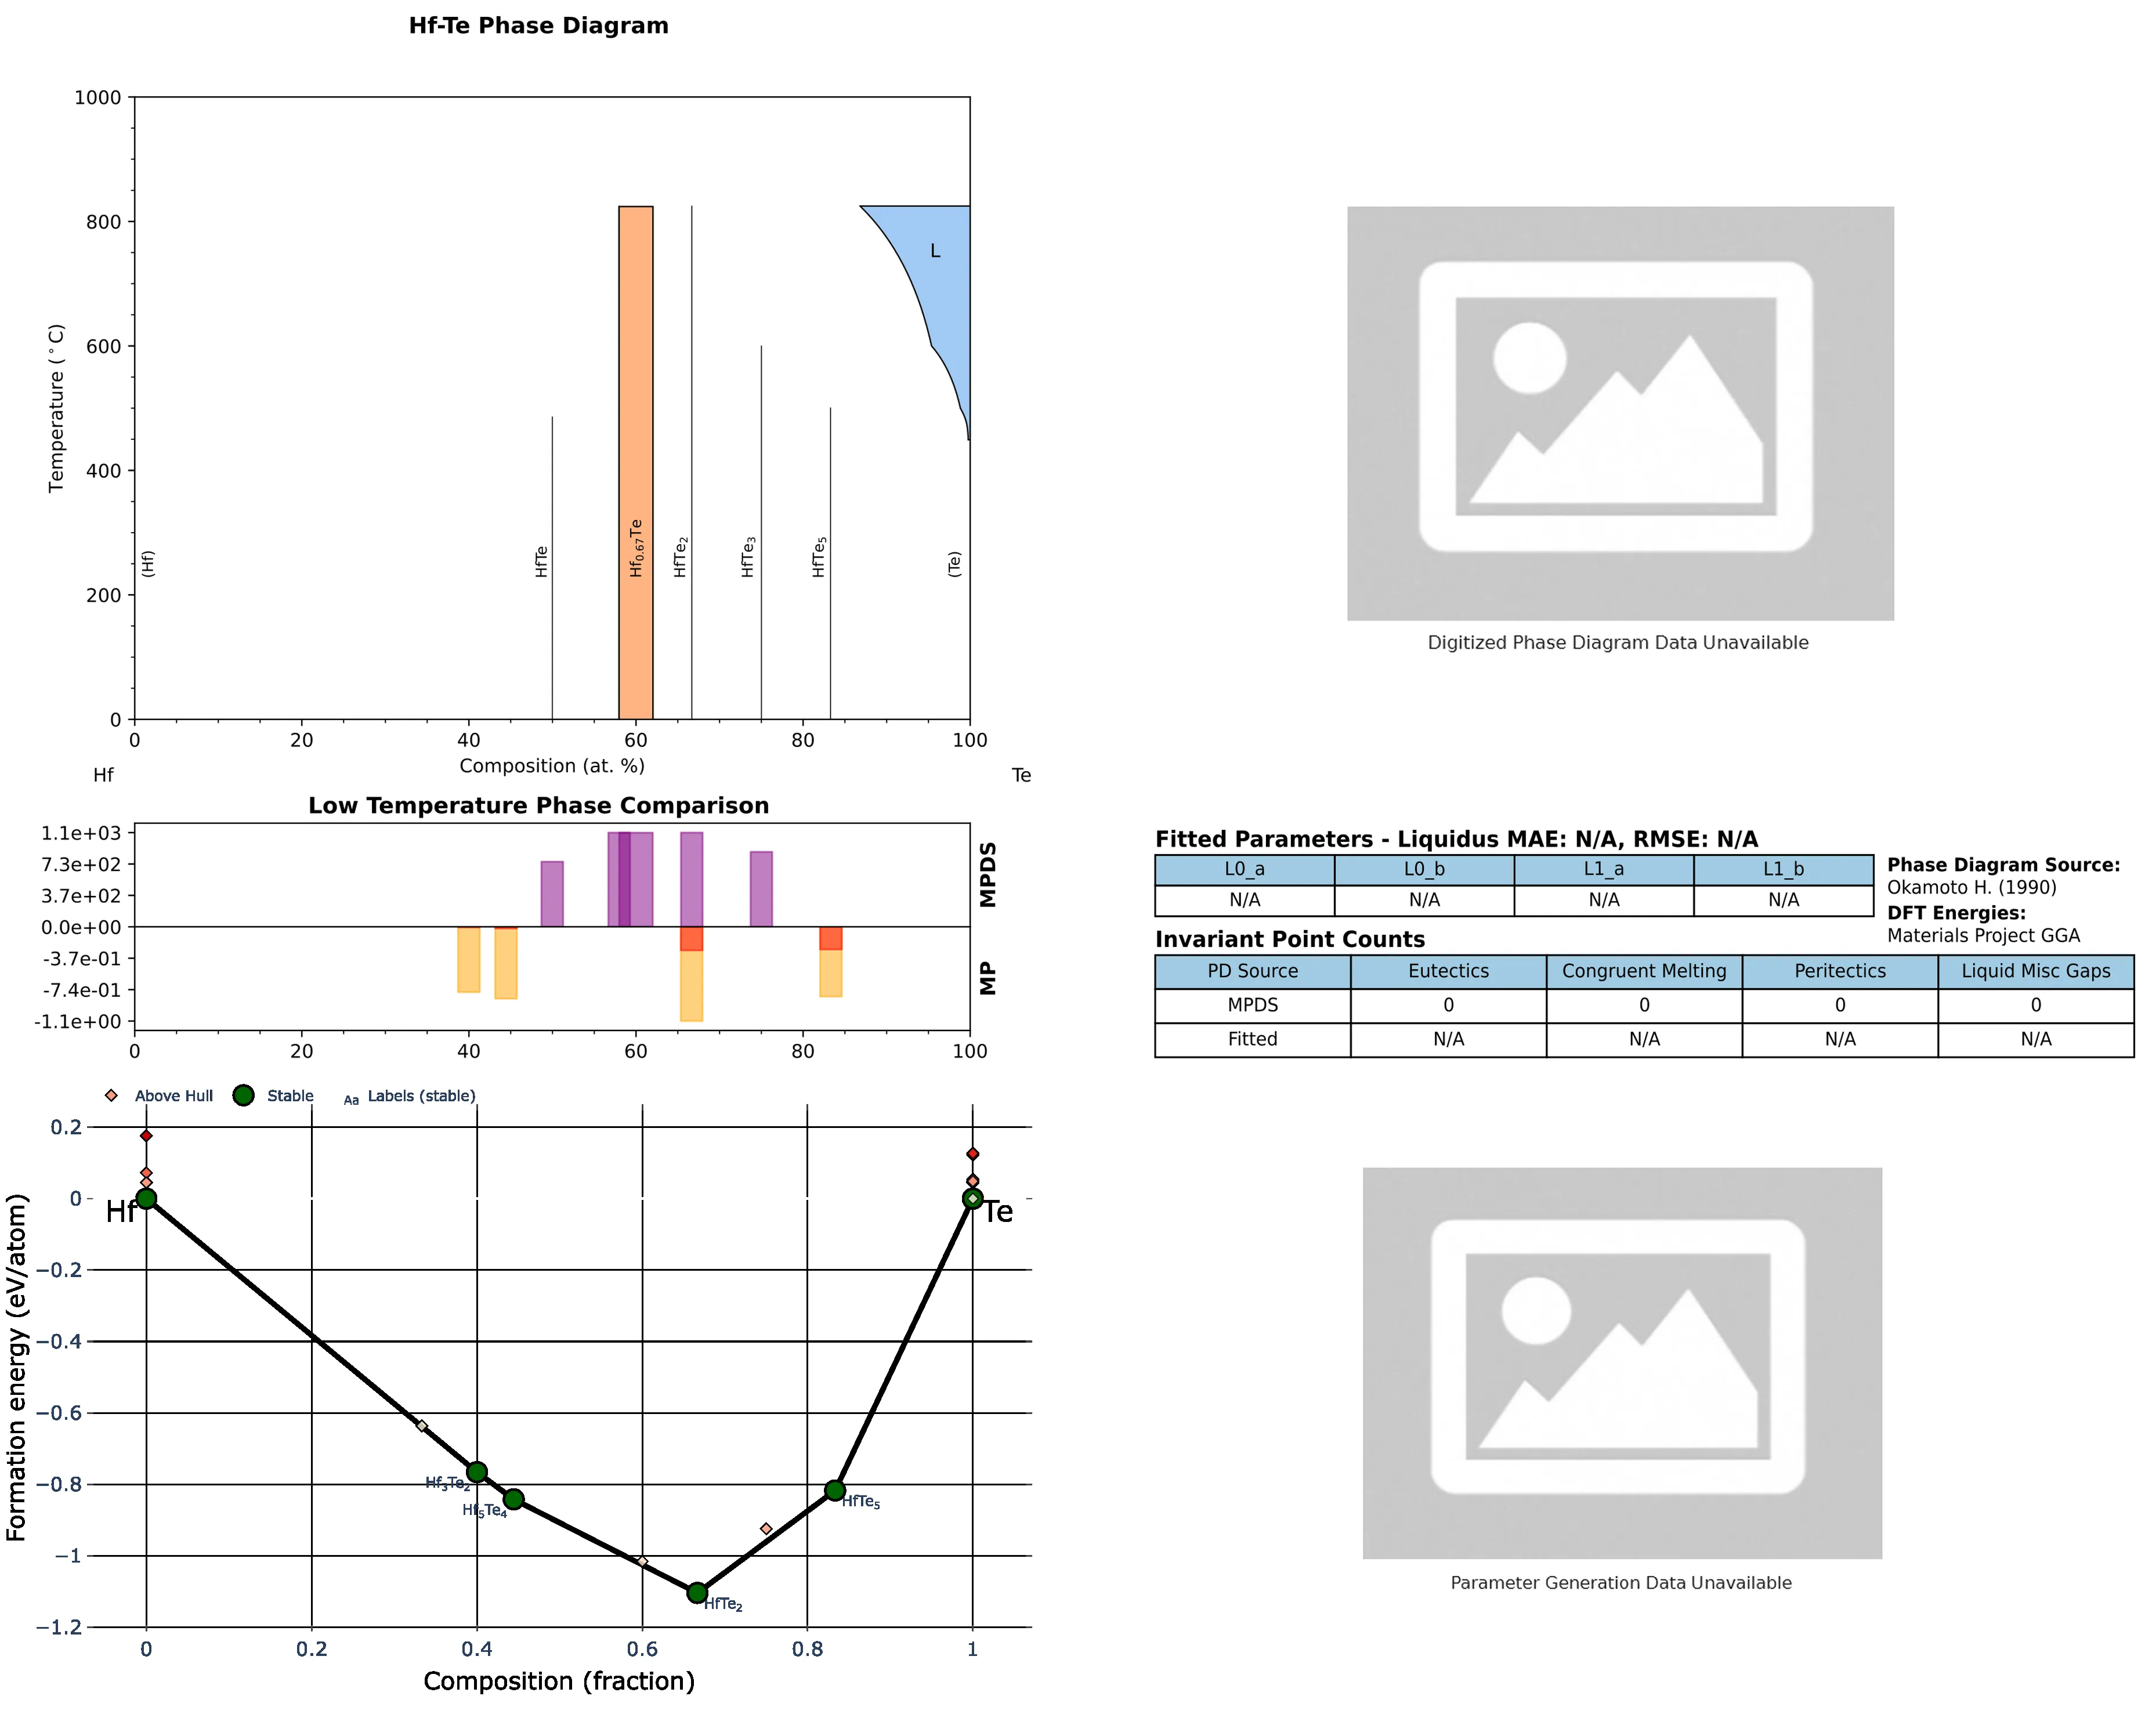 Hf-Te Phase Diagram
1000
800
600
400
200
0
Temperature (°C)
L
(Hf)
HfTe
Hf0.67Te
HfTe2
HfTe3
HfTe5
(Te)
0 20 40 60 80 100
Composition (at. %)
Hf Te
Digitized Phase Diagram Data Unavailable
Low Temperature Phase Comparison
1.1e+03
7.3e+02
3.7e+02
0.0e+00
-3.7e-01
-7.4e-01
-1.1e+00
MPDS
MP
0 20 40 60 80 100
Fitted Parameters - Liquidus MAE: N/A, RMSE: N/A
L0_a L0_b L1_a L1_b
N/A N/A N/A N/A
Phase Diagram Source:
Okamoto H. (1990)
DFT Energies:
Materials Project GGA
Invariant Point Counts
PD Source Eutectics Congruent Melting Peritectics Liquid Misc Gaps
MPDS 0 0 0 0
Fitted N/A N/A N/A N/A
Above Hull Stable Aa Labels (stable)
0.2
0
−0.2
−0.4
−0.6
−0.8
−1
−1.2
Formation energy (eV/atom)
Hf
Te
Hf3Te2
Hf5Te4
HfTe5
HfTe2
0 0.2 0.4 0.6 0.8 1
Composition (fraction)
Parameter Generation Data Unavailable